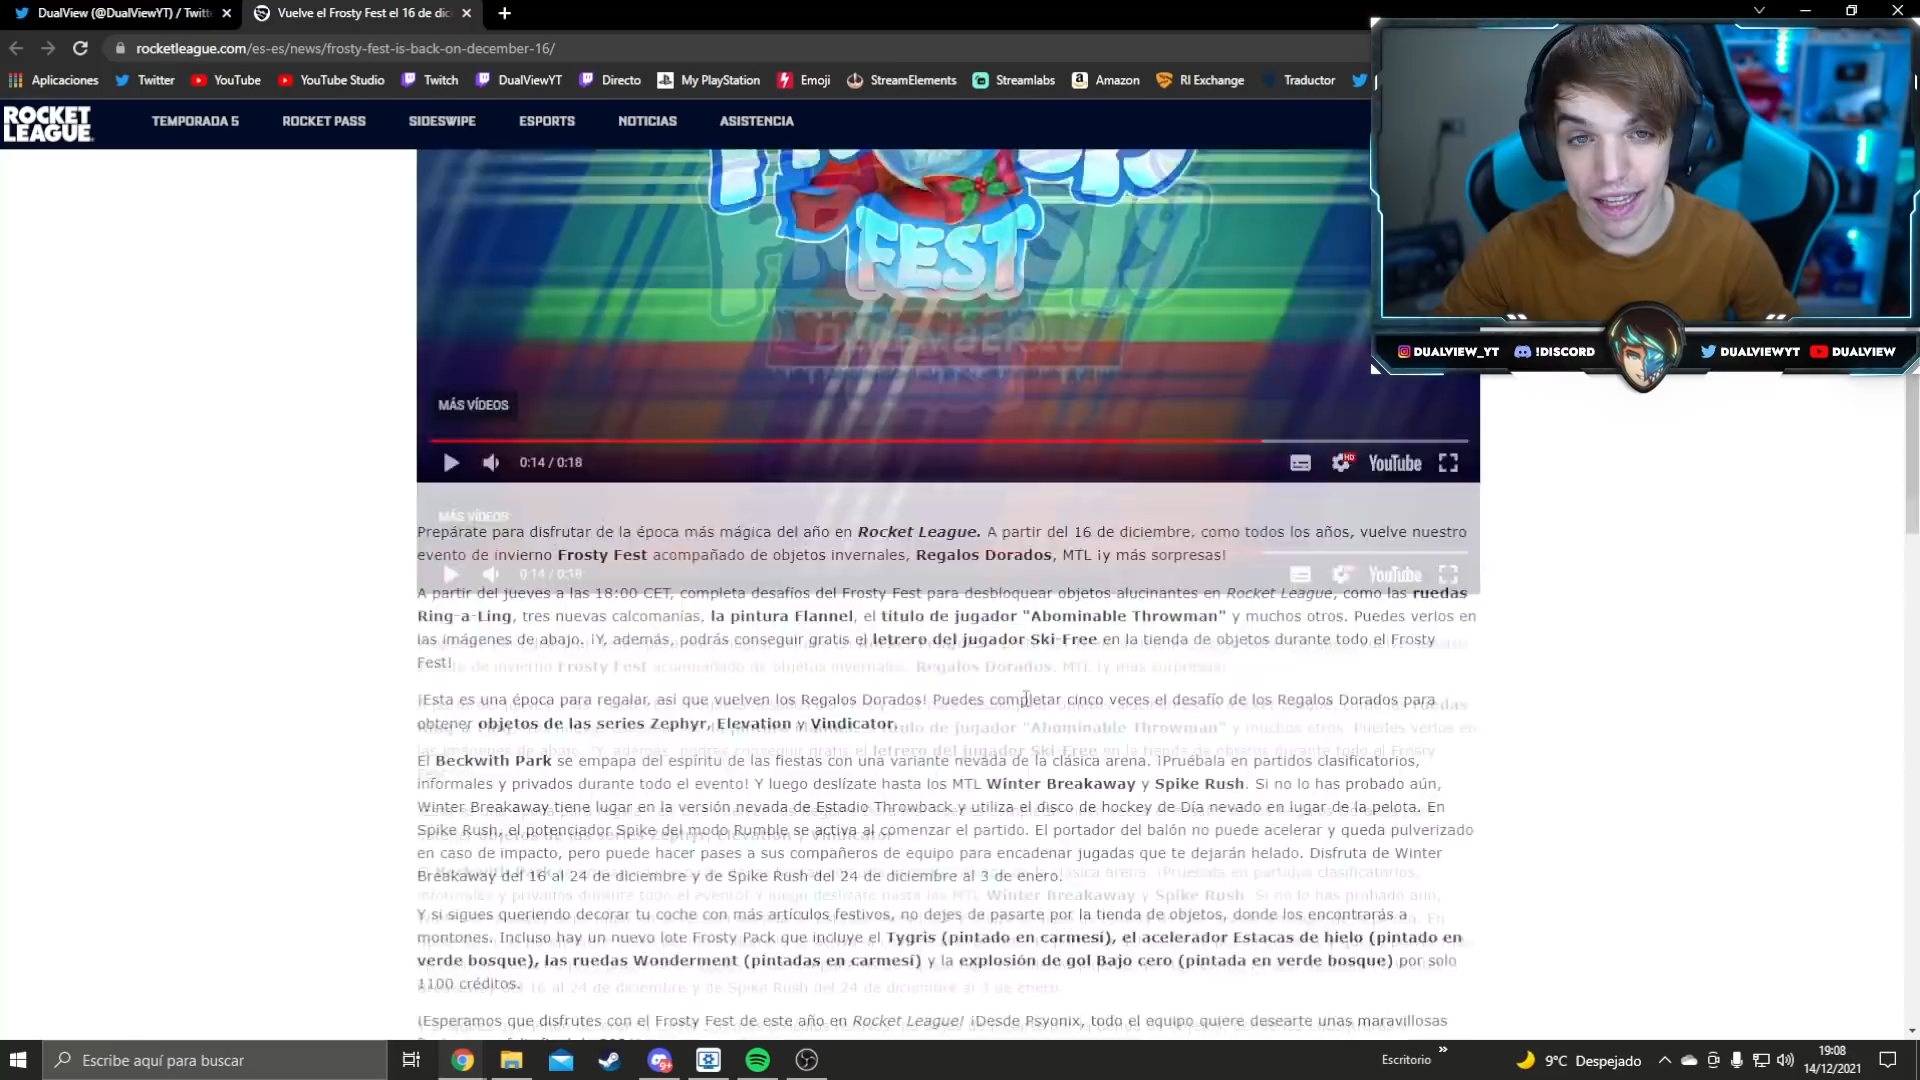 DualView (@DualViewYT) / Twitt
Vuelve el Frosty Fest el 16 de dic
rocketleague.com/es-es/news/frosty-fest-is-back-on-december-16/
Aplicaciones Twitter YouTube YouTube Studio Twitch DualViewYT Directo My PlayStation Emoji StreamElements Streamlabs Amazon RI Exchange Traductor
ROCKET LEAGUE TEMPORADA 5 ROCKET PASS SIDESWIPE ESPORTS NOTICIAS ASISTENCIA
FEST
MÁS VÍDEOS
0:14 / 0:18 HD YouTube
DUALVIEW_YT !DISCORD DUALVIEWYT DUALVIEW
MÁS VÍDEOS
Prepárate para disfrutar de la época más mágica del año en Rocket League. A partir del 16 de diciembre, como todos los años, vuelve nuestro
evento de invierno Frosty Fest acompañado de objetos invernales, Regalos Dorados, MTL ¡y más sorpresas!
0:14 / 0:18 YouTube
A partir del jueves a las 18:00 CET, completa desafíos del Frosty Fest para desbloquear objetos alucinantes en Rocket League, como las ruedas
Ring-a-Ling, tres nuevas calcomanías, la pintura Flannel, el título de jugador "Abominable Throwman" y muchos otros. Puedes verlos en
las imágenes de abajo. ¡Y, además, podrás conseguir gratis el letrero del jugador Ski-Free en la tienda de objetos durante todo el Frosty
Fest!
¡Esta es una época para regalar, así que vuelven los Regalos Dorados! Puedes completar cinco veces el desafío de los Regalos Dorados para
obtener objetos de las series Zephyr, Elevation y Vindicator.
El Beckwith Park se empapa del espíritu de las fiestas con una variante nevada de la clásica arena. ¡Pruébala en partidos clasificatorios,
informales y privados durante todo el evento! Y luego deslízate hasta los MTL Winter Breakaway y Spike Rush. Si no lo has probado aún,
Winter Breakaway tiene lugar en la versión nevada de Estadio Throwback y utiliza el disco de hockey de Día nevado en lugar de la pelota. En
Spike Rush, el potenciador Spike del modo Rumble se activa al comenzar el partido. El portador del balón no puede acelerar y queda pulverizado
en caso de impacto, pero puede hacer pases a sus compañeros de equipo para encadenar jugadas que te dejarán helado. Disfruta de Winter
Breakaway del 16 al 24 de diciembre y de Spike Rush del 24 de diciembre al 3 de enero.
Y si sigues queriendo decorar tu coche con más artículos festivos, no dejes de pasarte por la tienda de objetos, donde los encontrarás a
montones. Incluso hay un nuevo lote Frosty Pack que incluye el Tygris (pintado en carmesí), el acelerador Estacas de hielo (pintado en
verde bosque), las ruedas Wonderment (pintadas en carmesí) y la explosión de gol Bajo cero (pintada en verde bosque) por solo
1100 créditos.
¡Esperamos que disfrutes con el Frosty Fest de este año en Rocket League! ¡Desde Psyonix, todo el equipo quiere desearte unas maravillosas
Escribe aquí para buscar
Escritorio
9°C Despejado
19:08
14/12/2021